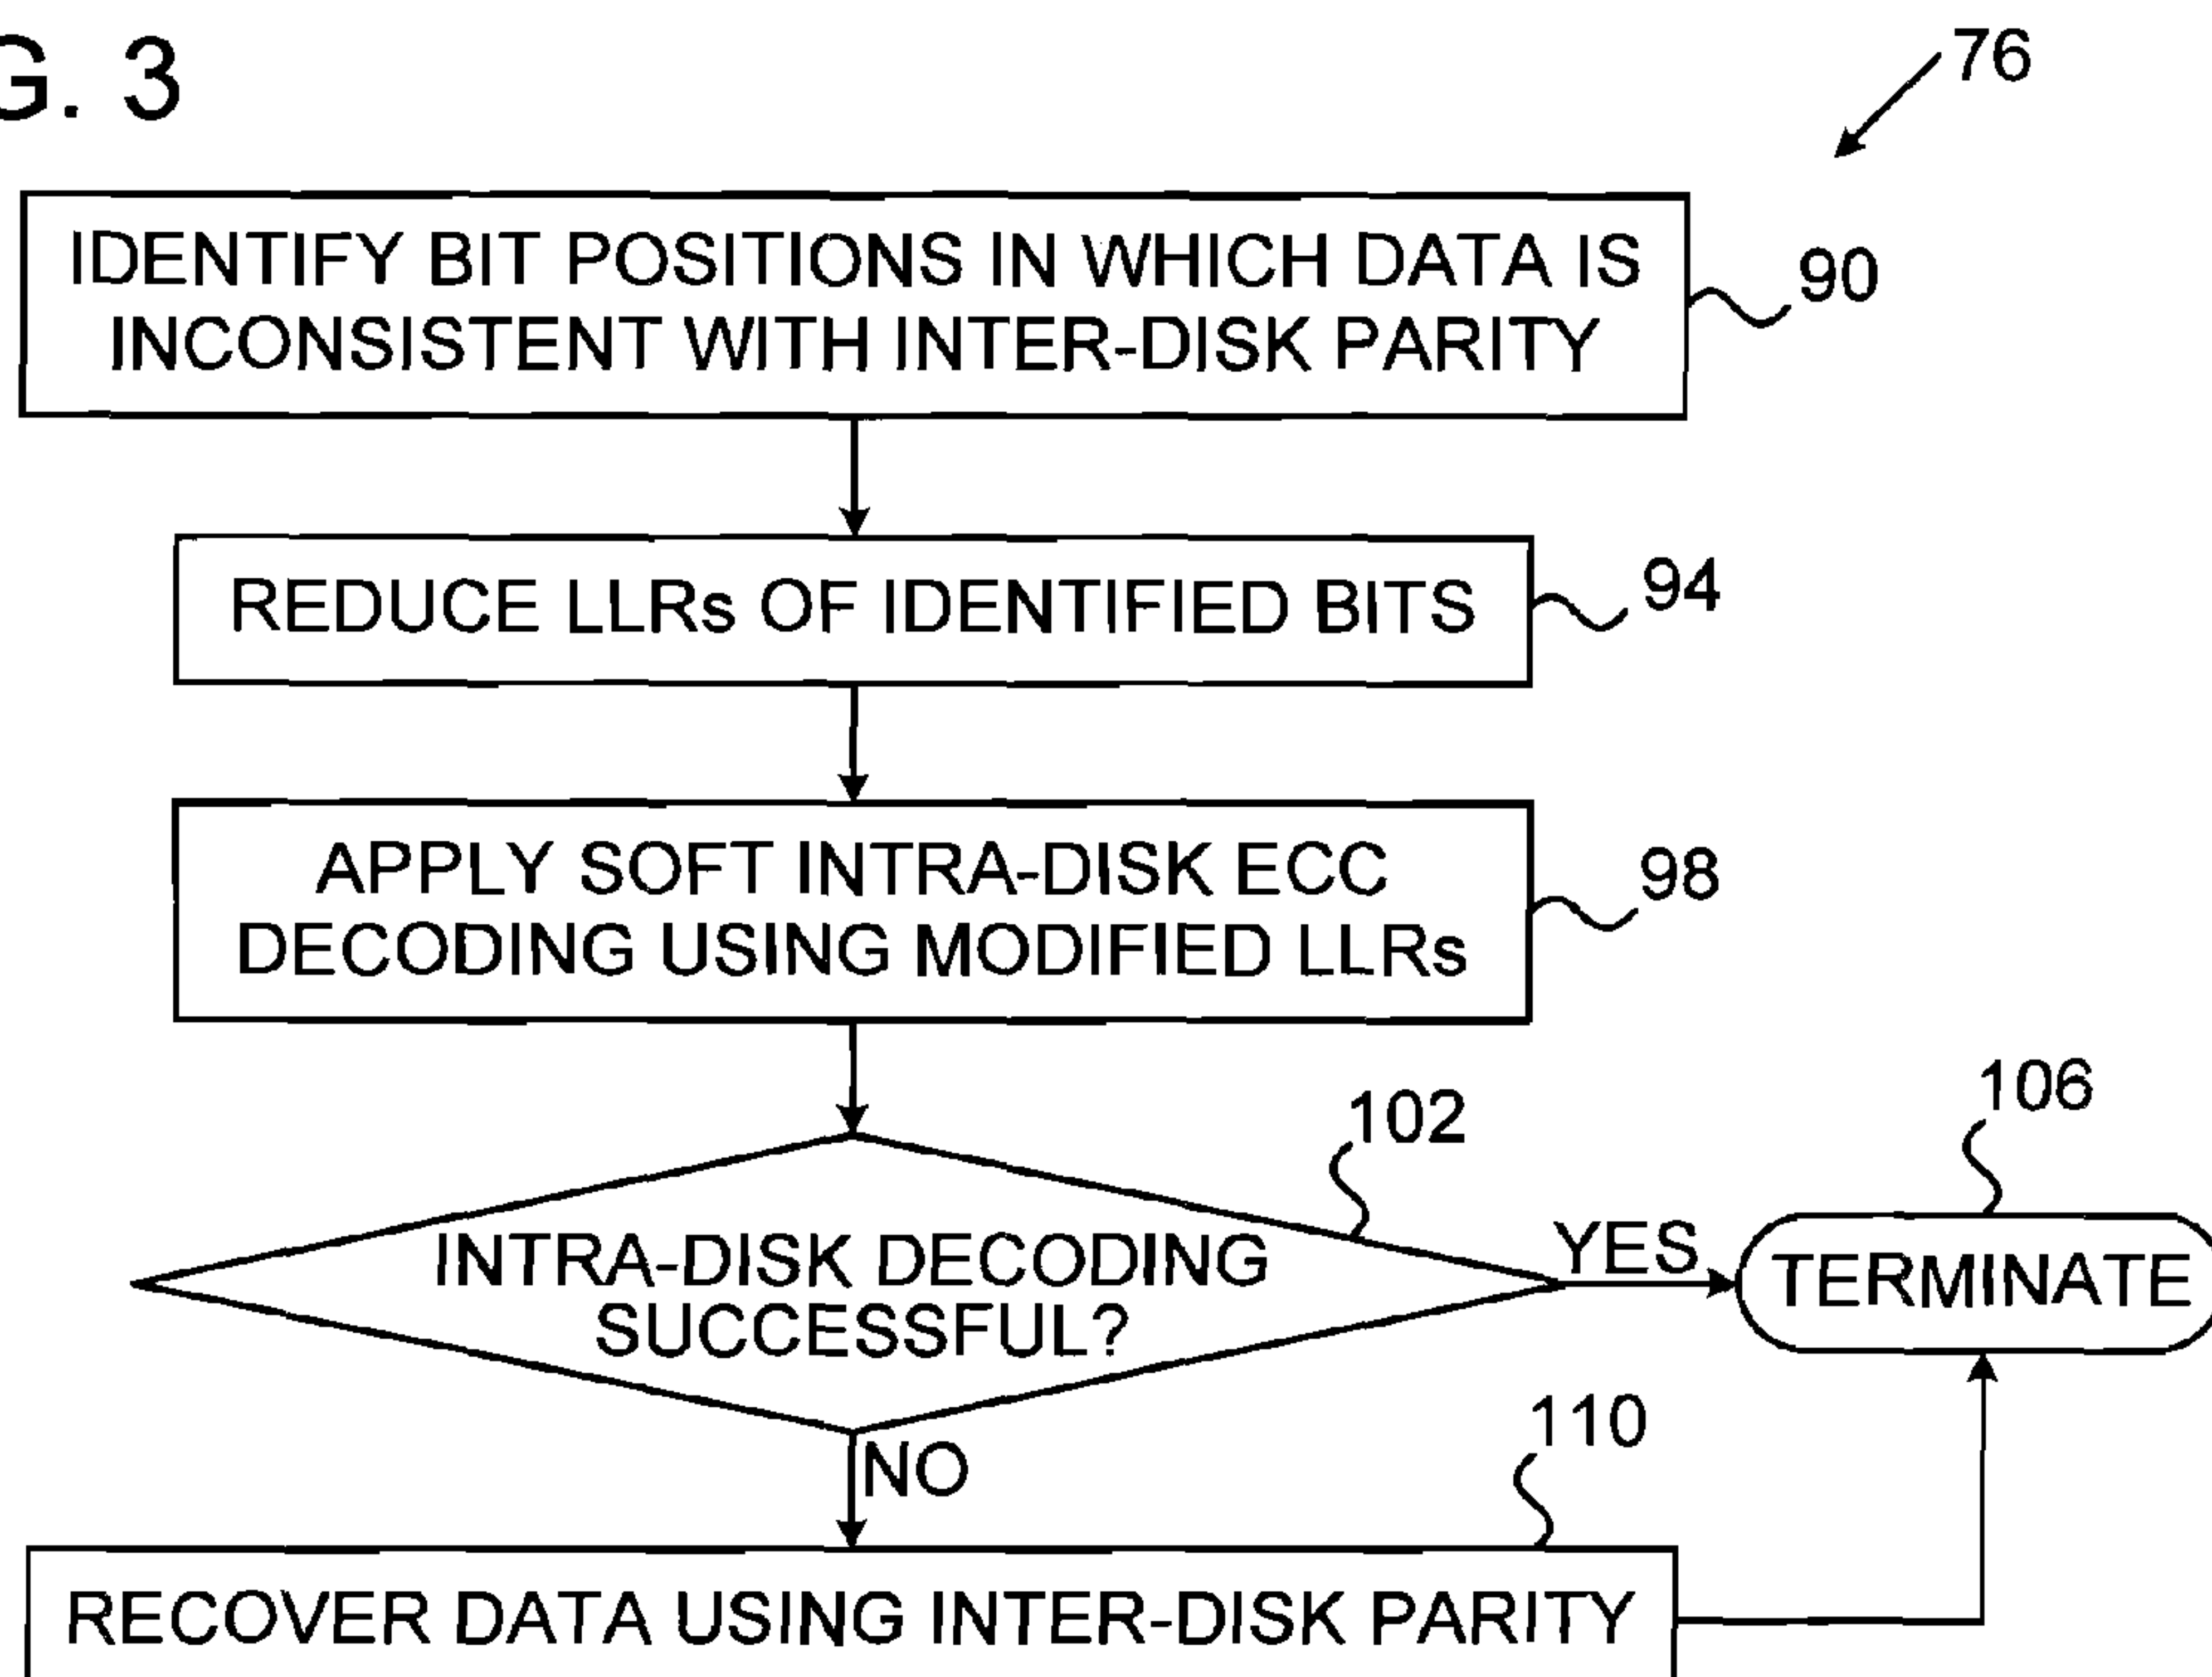 G. 3
76
IDENTIFY BIT POSITIONS IN WHICH DATA IS
INCONSISTENT WITH INTER-DISK PARITY
90
REDUCE LLRs OF IDENTIFIED BITS
94
APPLY SOFT INTRA-DISK ECC
DECODING USING MODIFIED LLRs
98
102
106
INTRA-DISK DECODING
SUCCESSFUL?
YES
TERMINATE
NO
110
RECOVER DATA USING INTER-DISK PARITY